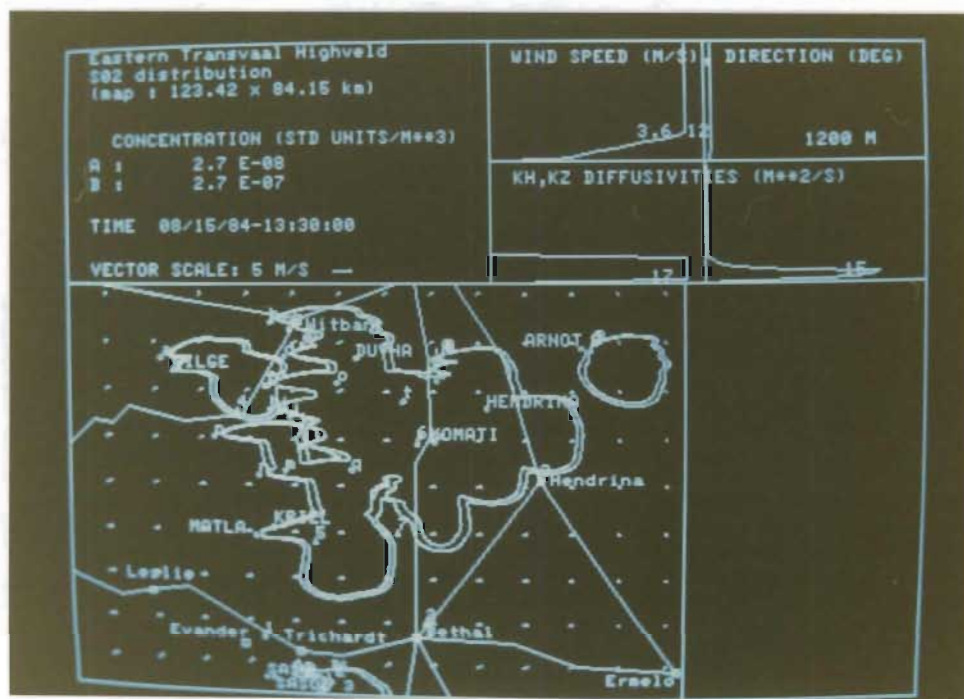 Eastern Transvaal Highveld
SO2 distribution
(map : 123.42 x 84.15 km)
CONCENTRATION (STD UNITS/M**3)
A : 2.7 E-08
B : 2.7 E-07
TIME 08/15/84-13:30:00
VECTOR SCALE: 5 M/S
WIND SPEED (M/S)
3.6
12
DIRECTION (DEG)
1200 M
KH,KZ DIFFUSIVITIES (M**2/S)
17
15
Witbank
ARNOT
DUVHA
HENDRINA
KOMATI
Hendrina
KRIEL
MATLA
Leslie
Evander
Trichardt
Bethal
Ermelo